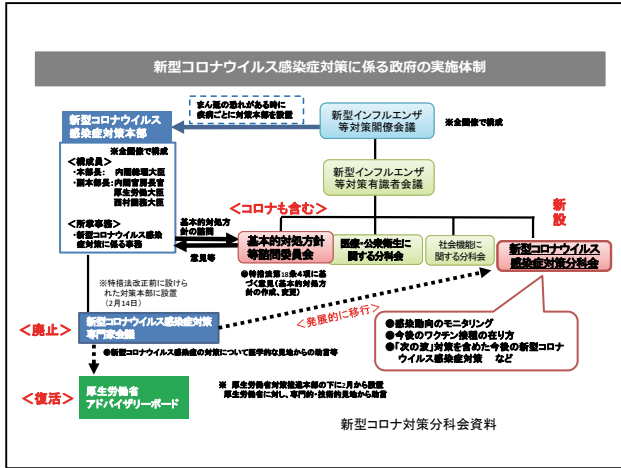 新型コロナウイルス感染症対策に係る政府の実施体制
まん延の恐れがある時に
疾病ごとに対策本部を設置
新型コロナウイルス
感染症対策本部
新型インフルエンザ
等対策閣僚会議
※全閣僚で構成
※全閣僚で構成
＜構成員＞
・本部長：　内閣総理大臣
・副本部長：内閣官房長官
厚生労働大臣
西村国務大臣
＜所掌事務＞
・新型コロナウイルス感染
症対策に係る事務
新型インフルエンザ
等対策有識者会議
＜コロナも含む＞
新設
基本的対処方
針の諮問
意見等
基本的対処方針
等諮問委員会
医療・公衆衛生に
関する分科会
社会機能に
関する分科会
新型コロナウイルス
感染症対策分科会
●特措法第18条4項に基
づく意見（基本的対処方
針の作成、変更）
※特措法改正前に設けら
れた対策本部に設置
（2月14日）
＜発展的に移行＞
＜廃止＞
新型コロナウイルス感染症対策
専門家会議
●新型コロナウイルス感染症の対策について医学的な見地からの助言等
●感染動向のモニタリング
●今後のワクチン接種の在り方
●「次の波」対策を含めた今後の新型コロナ
ウイルス感染症対策　など
＜復活＞
厚生労働省
アドバイザリーボード
※ 厚生労働省対策推進本部の下に2月から設置
厚生労働省に対し、専門的・技術的見地から助言
新型コロナ対策分科会資料